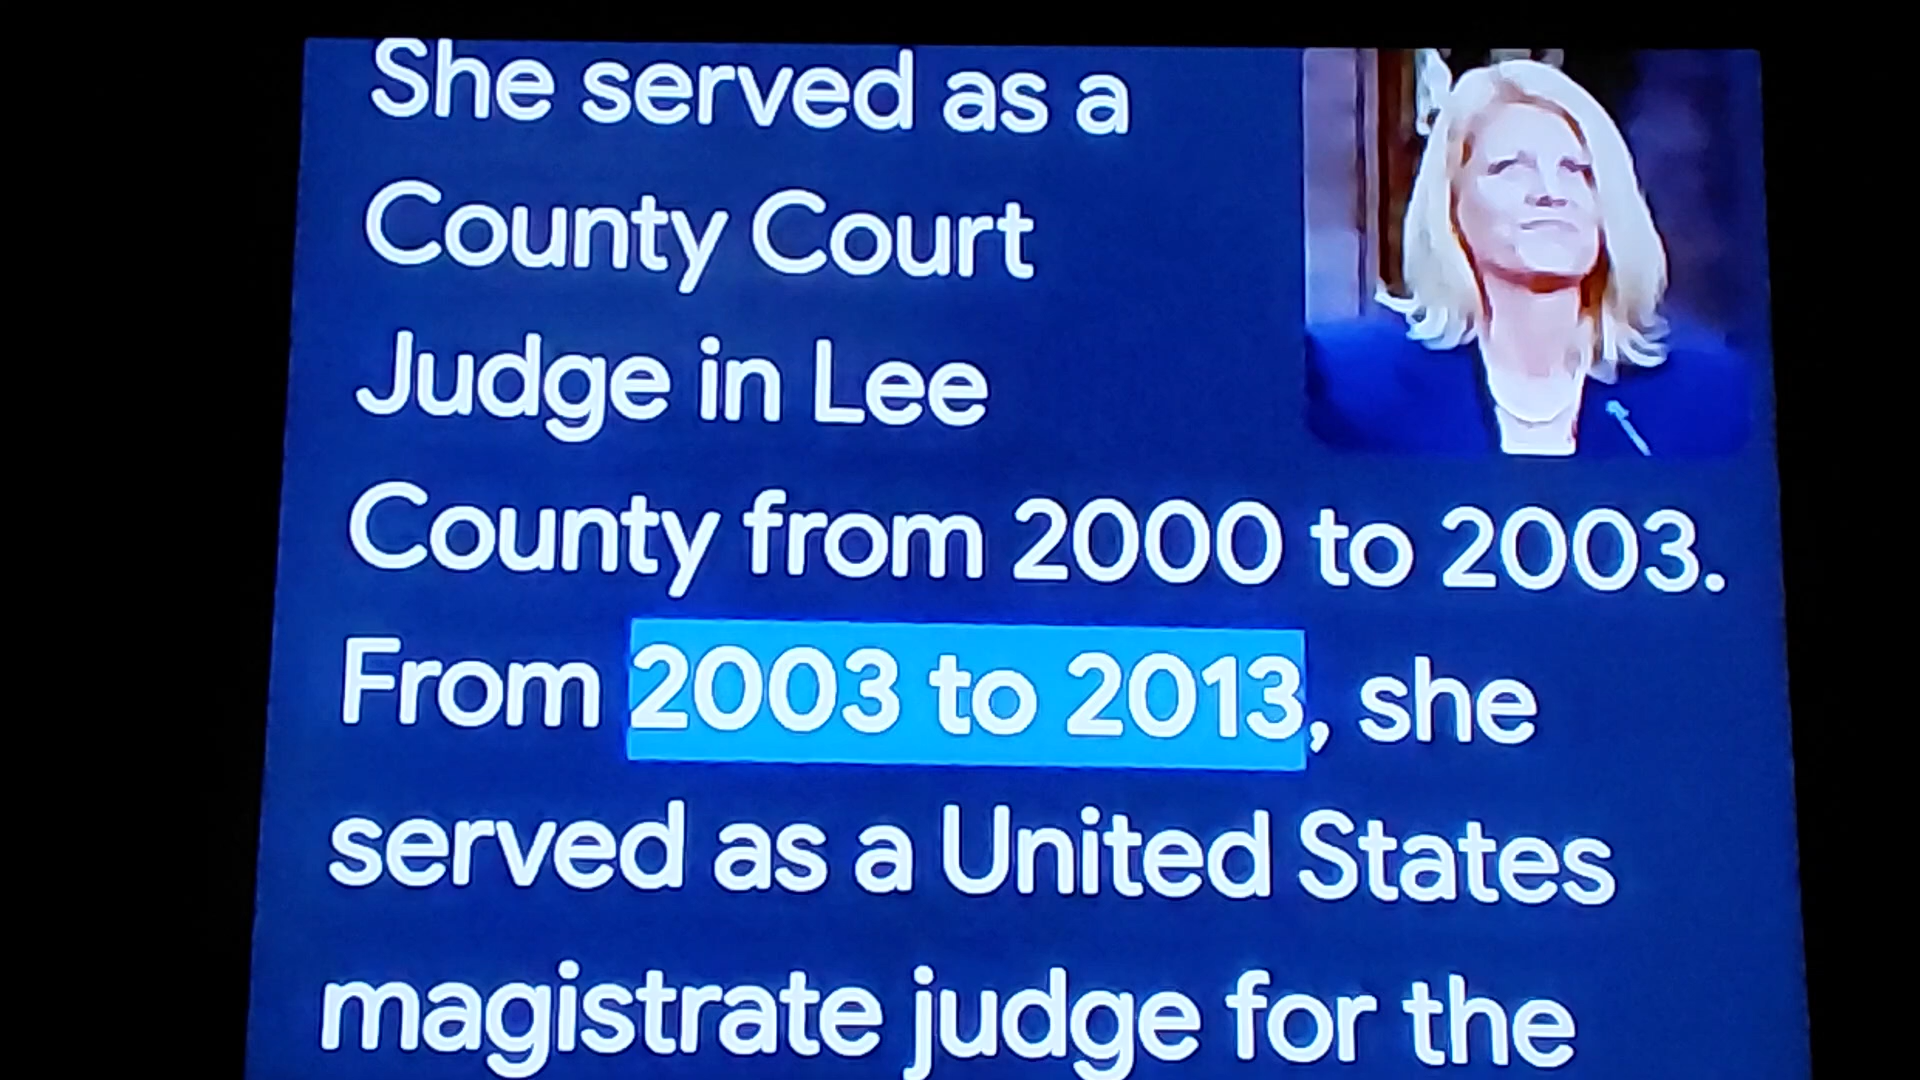 She served as a
County Court
Judge in Lee
County from 2000 to 2003.
From 2003 to 2013, she
served as a United States
magistrate judge for the